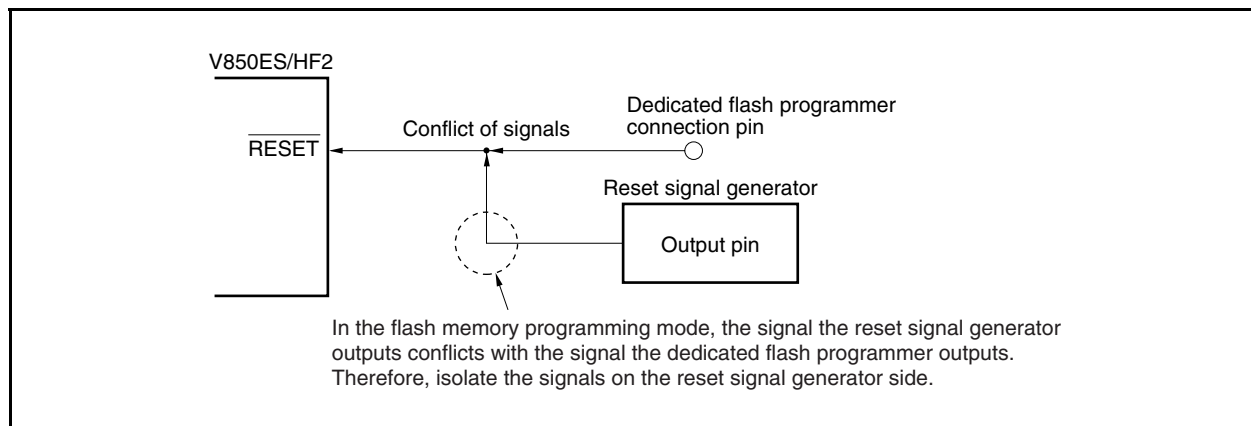 V850ES/HF2
Dedicated flash programmer
connection pin
Conflict of signals
RESET
Reset signal generator
Output pin
In the flash memory programming mode, the signal the reset signal generator
outputs conflicts with the signal the dedicated flash programmer outputs.
Therefore, isolate the signals on the reset signal generator side.